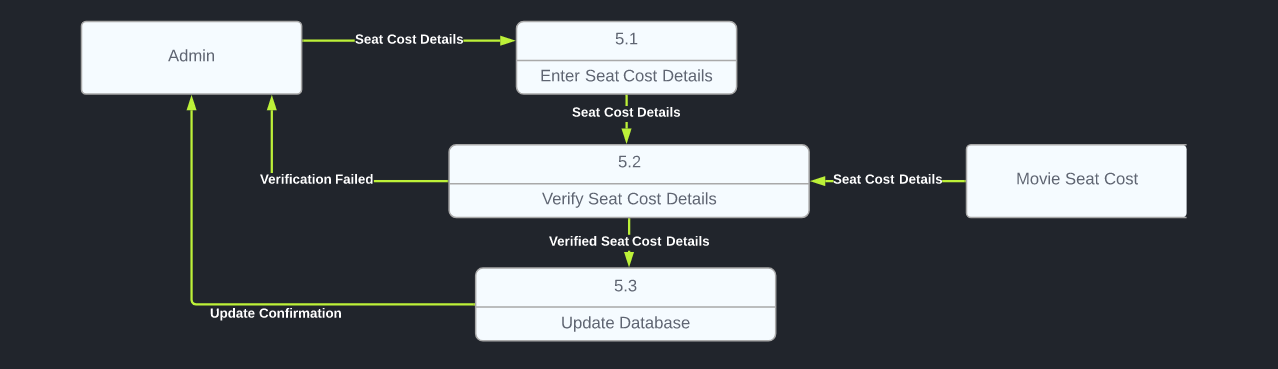 Admin
Seat Cost Details
5.1
Enter Seat Cost Details
Seat Cost Details
5.2
Verify Seat Cost Details
Verification Failed
Seat Cost Details
Movie Seat Cost
Verified Seat Cost Details
5.3
Update Database
Update Confirmation